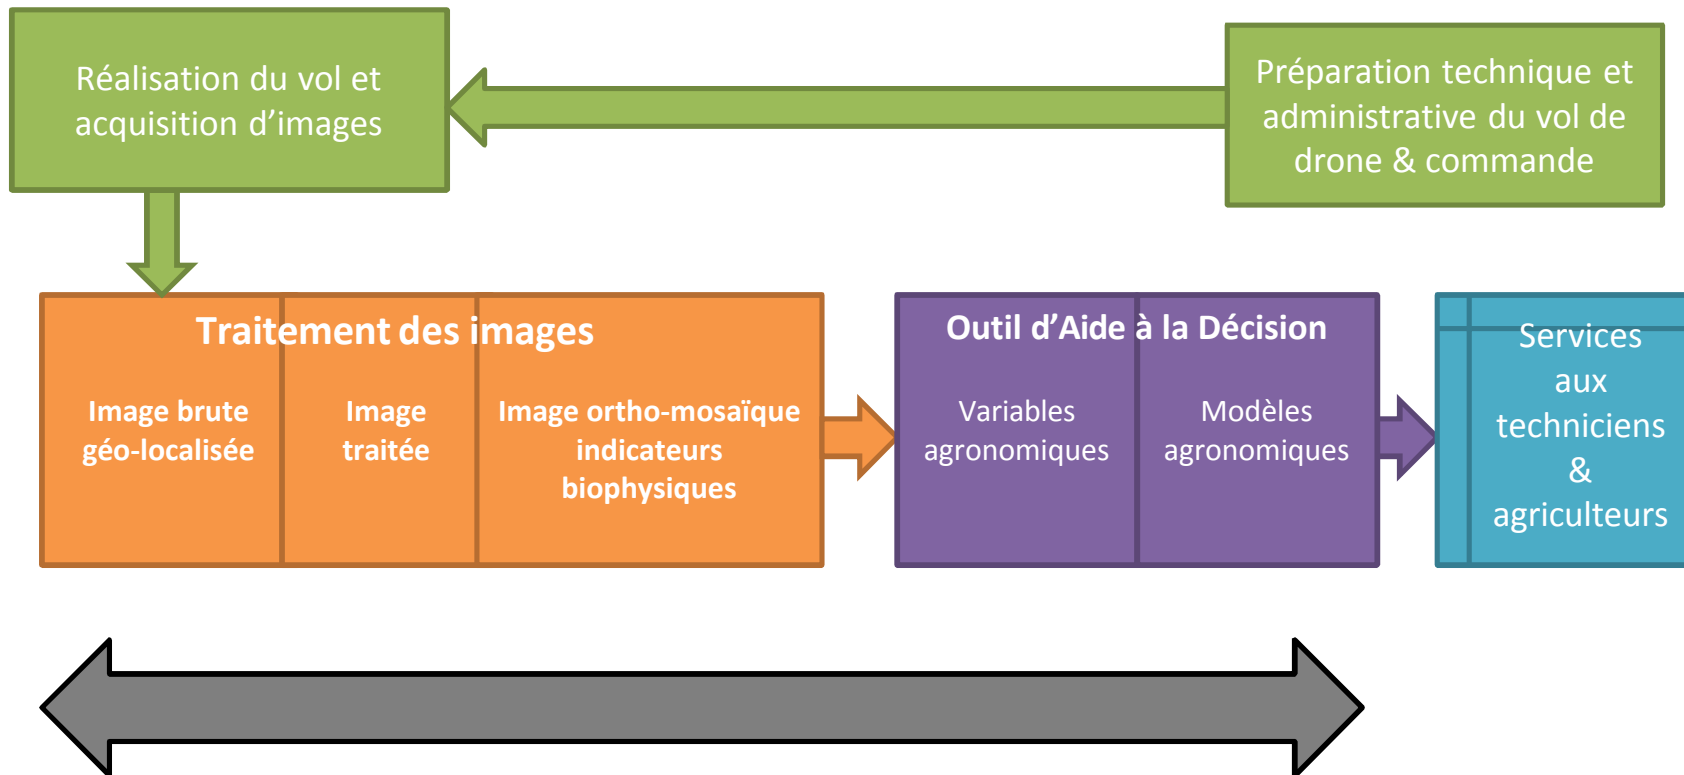 Réalisation du vol et
acquisition d’images
Préparation technique et
administrative du vol de
drone & commande
Traitement des images
Image brute
géo-localisée
Image
traitée
Image ortho-mosaïque
indicateurs
biophysiques
Outil d’Aide à la Décision
Variables
agronomiques
Modèles
agronomiques
Services
aux
techniciens
&
agriculteurs